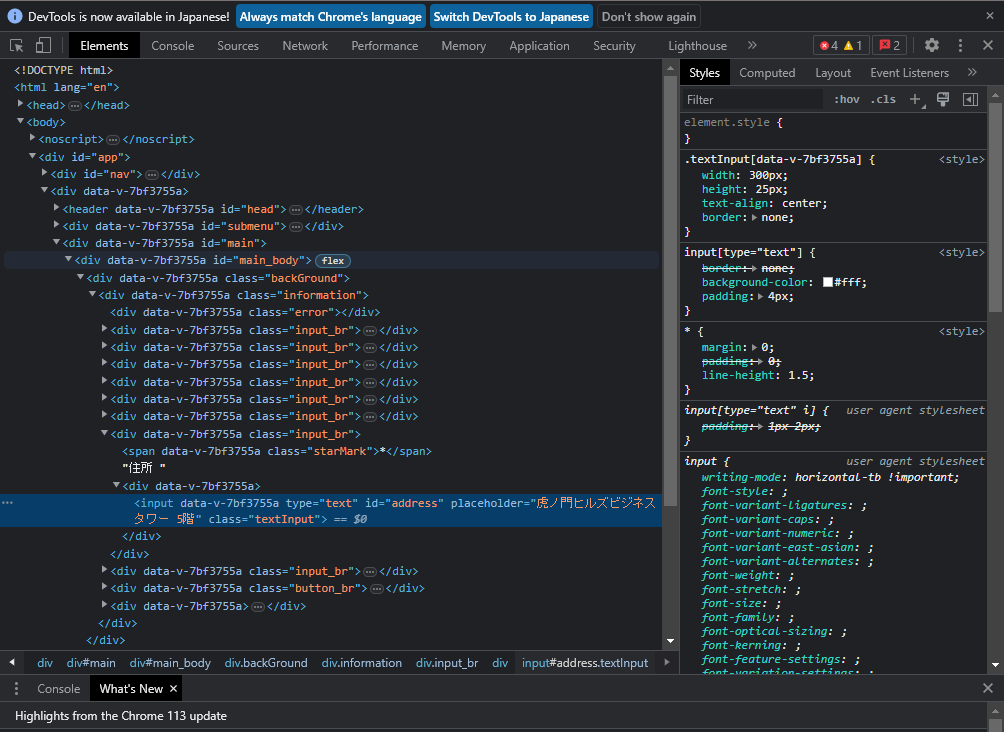 DevTools is now available in Japanese!
Always match Chrome's language
Switch DevTools to Japanese
Don't show again
Elements
Console
Sources
Network
Performance
Memory
Application
Security
Lighthouse
4
1
2
<!DOCTYPE html>
<html lang="en">
<head>…</head>
<body>
<noscript>…</noscript>
<div id="app">
<div id="nav">…</div>
<div data-v-7bf3755a>
<header data-v-7bf3755a id="head">…</header>
<div data-v-7bf3755a id="submenu">…</div>
<div data-v-7bf3755a id="main">
<div data-v-7bf3755a id="main_body"> flex
<div data-v-7bf3755a class="backGround">
<div data-v-7bf3755a class="information">
<div data-v-7bf3755a class="error"></div>
<div data-v-7bf3755a class="input_br">…</div>
<div data-v-7bf3755a class="input_br">…</div>
<div data-v-7bf3755a class="input_br">…</div>
<div data-v-7bf3755a class="input_br">…</div>
<div data-v-7bf3755a class="input_br">…</div>
<div data-v-7bf3755a class="input_br">…</div>
<div data-v-7bf3755a class="input_br">
<span data-v-7bf3755a class="starMark">*</span>
"住所 "
<div data-v-7bf3755a>
<input data-v-7bf3755a type="text" id="address" placeholder="虎ノ門ヒルズビジネス
タワー 5階" class="textInput"> == $0
</div>
</div>
<div data-v-7bf3755a class="input_br">…</div>
<div data-v-7bf3755a class="button_br">…</div>
<div data-v-7bf3755a>…</div>
</div>
</div>
div div#main div#main_body div.backGround div.information div.input_br div input#address.textInput
Styles
Computed
Layout
Event Listeners
Filter
:hov
.cls
element.style {
}
.textInput[data-v-7bf3755a] { <style>
width: 300px;
height: 25px;
text-align: center;
border: none;
}
input[type="text"] { <style>
border: none;
background-color: #fff;
padding: 4px;
}
* { <style>
margin: 0;
padding: 0;
line-height: 1.5;
}
input[type="text" i] { user agent stylesheet
padding: 1px 2px;
}
input { user agent stylesheet
writing-mode: horizontal-tb !important;
font-style: ;
font-variant-ligatures: ;
font-variant-caps: ;
font-variant-numeric: ;
font-variant-east-asian: ;
font-variant-alternates: ;
font-weight: ;
font-stretch: ;
font-size: ;
font-family: ;
font-optical-sizing: ;
font-kerning: ;
font-feature-settings: ;
font-variation-settings: ;
Console
What's New
Highlights from the Chrome 113 update